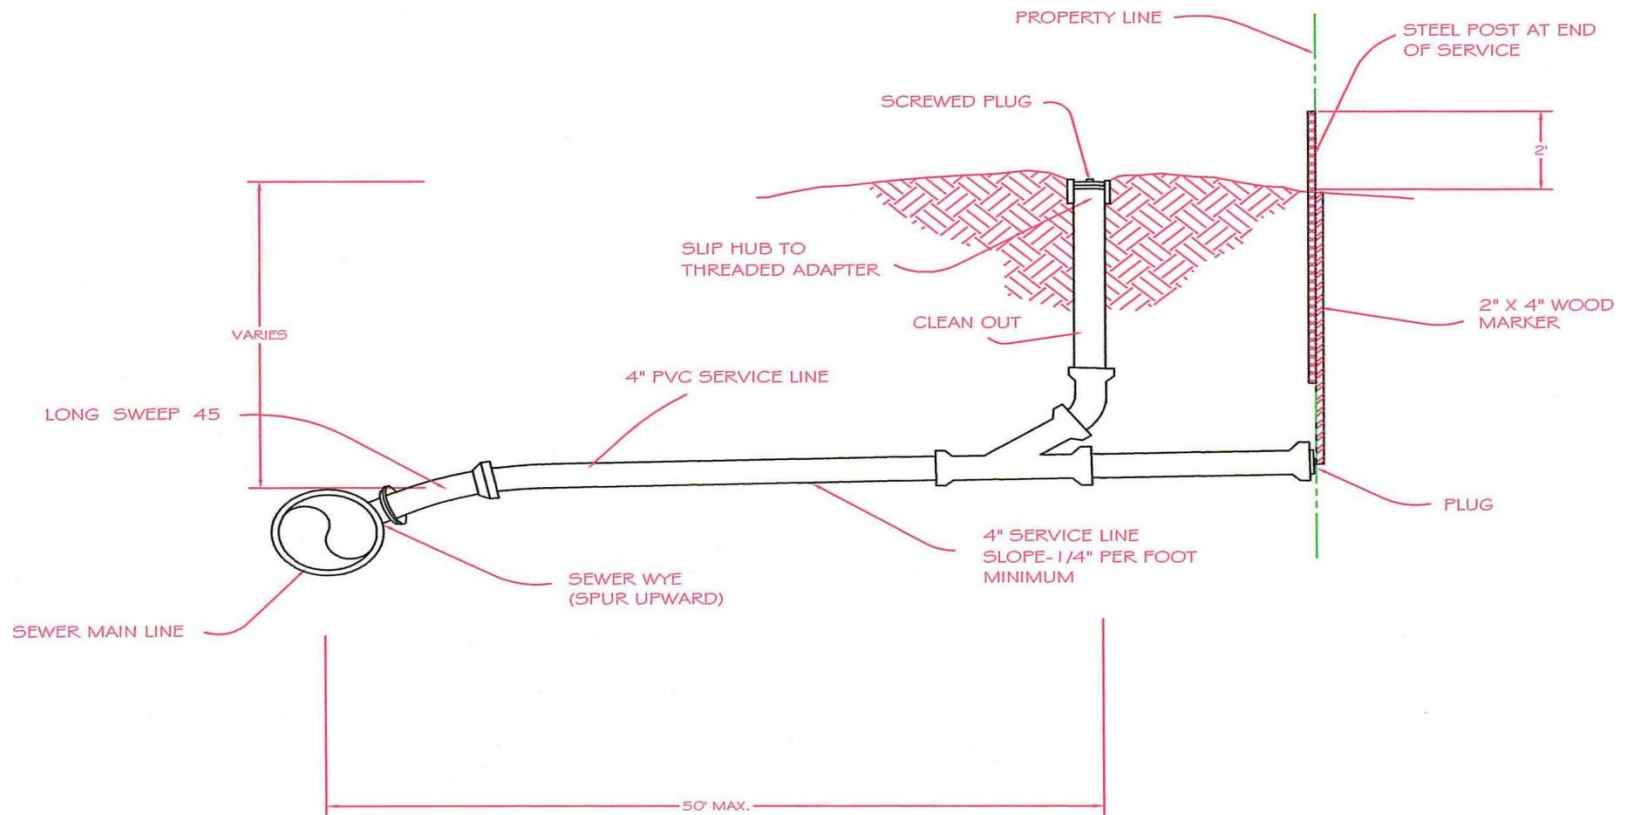 PROPERTY LINE
STEEL POST AT END
OF SERVICE
SCREWED PLUG
2'
SLIP HUB TO
THREADED ADAPTER
2" X 4" WOOD
MARKER
CLEAN OUT
VARIES
4" PVC SERVICE LINE
LONG SWEEP 45
PLUG
4" SERVICE LINE
SLOPE-1/4" PER FOOT
MINIMUM
SEWER WYE
(SPUR UPWARD)
SEWER MAIN LINE
50' MAX.